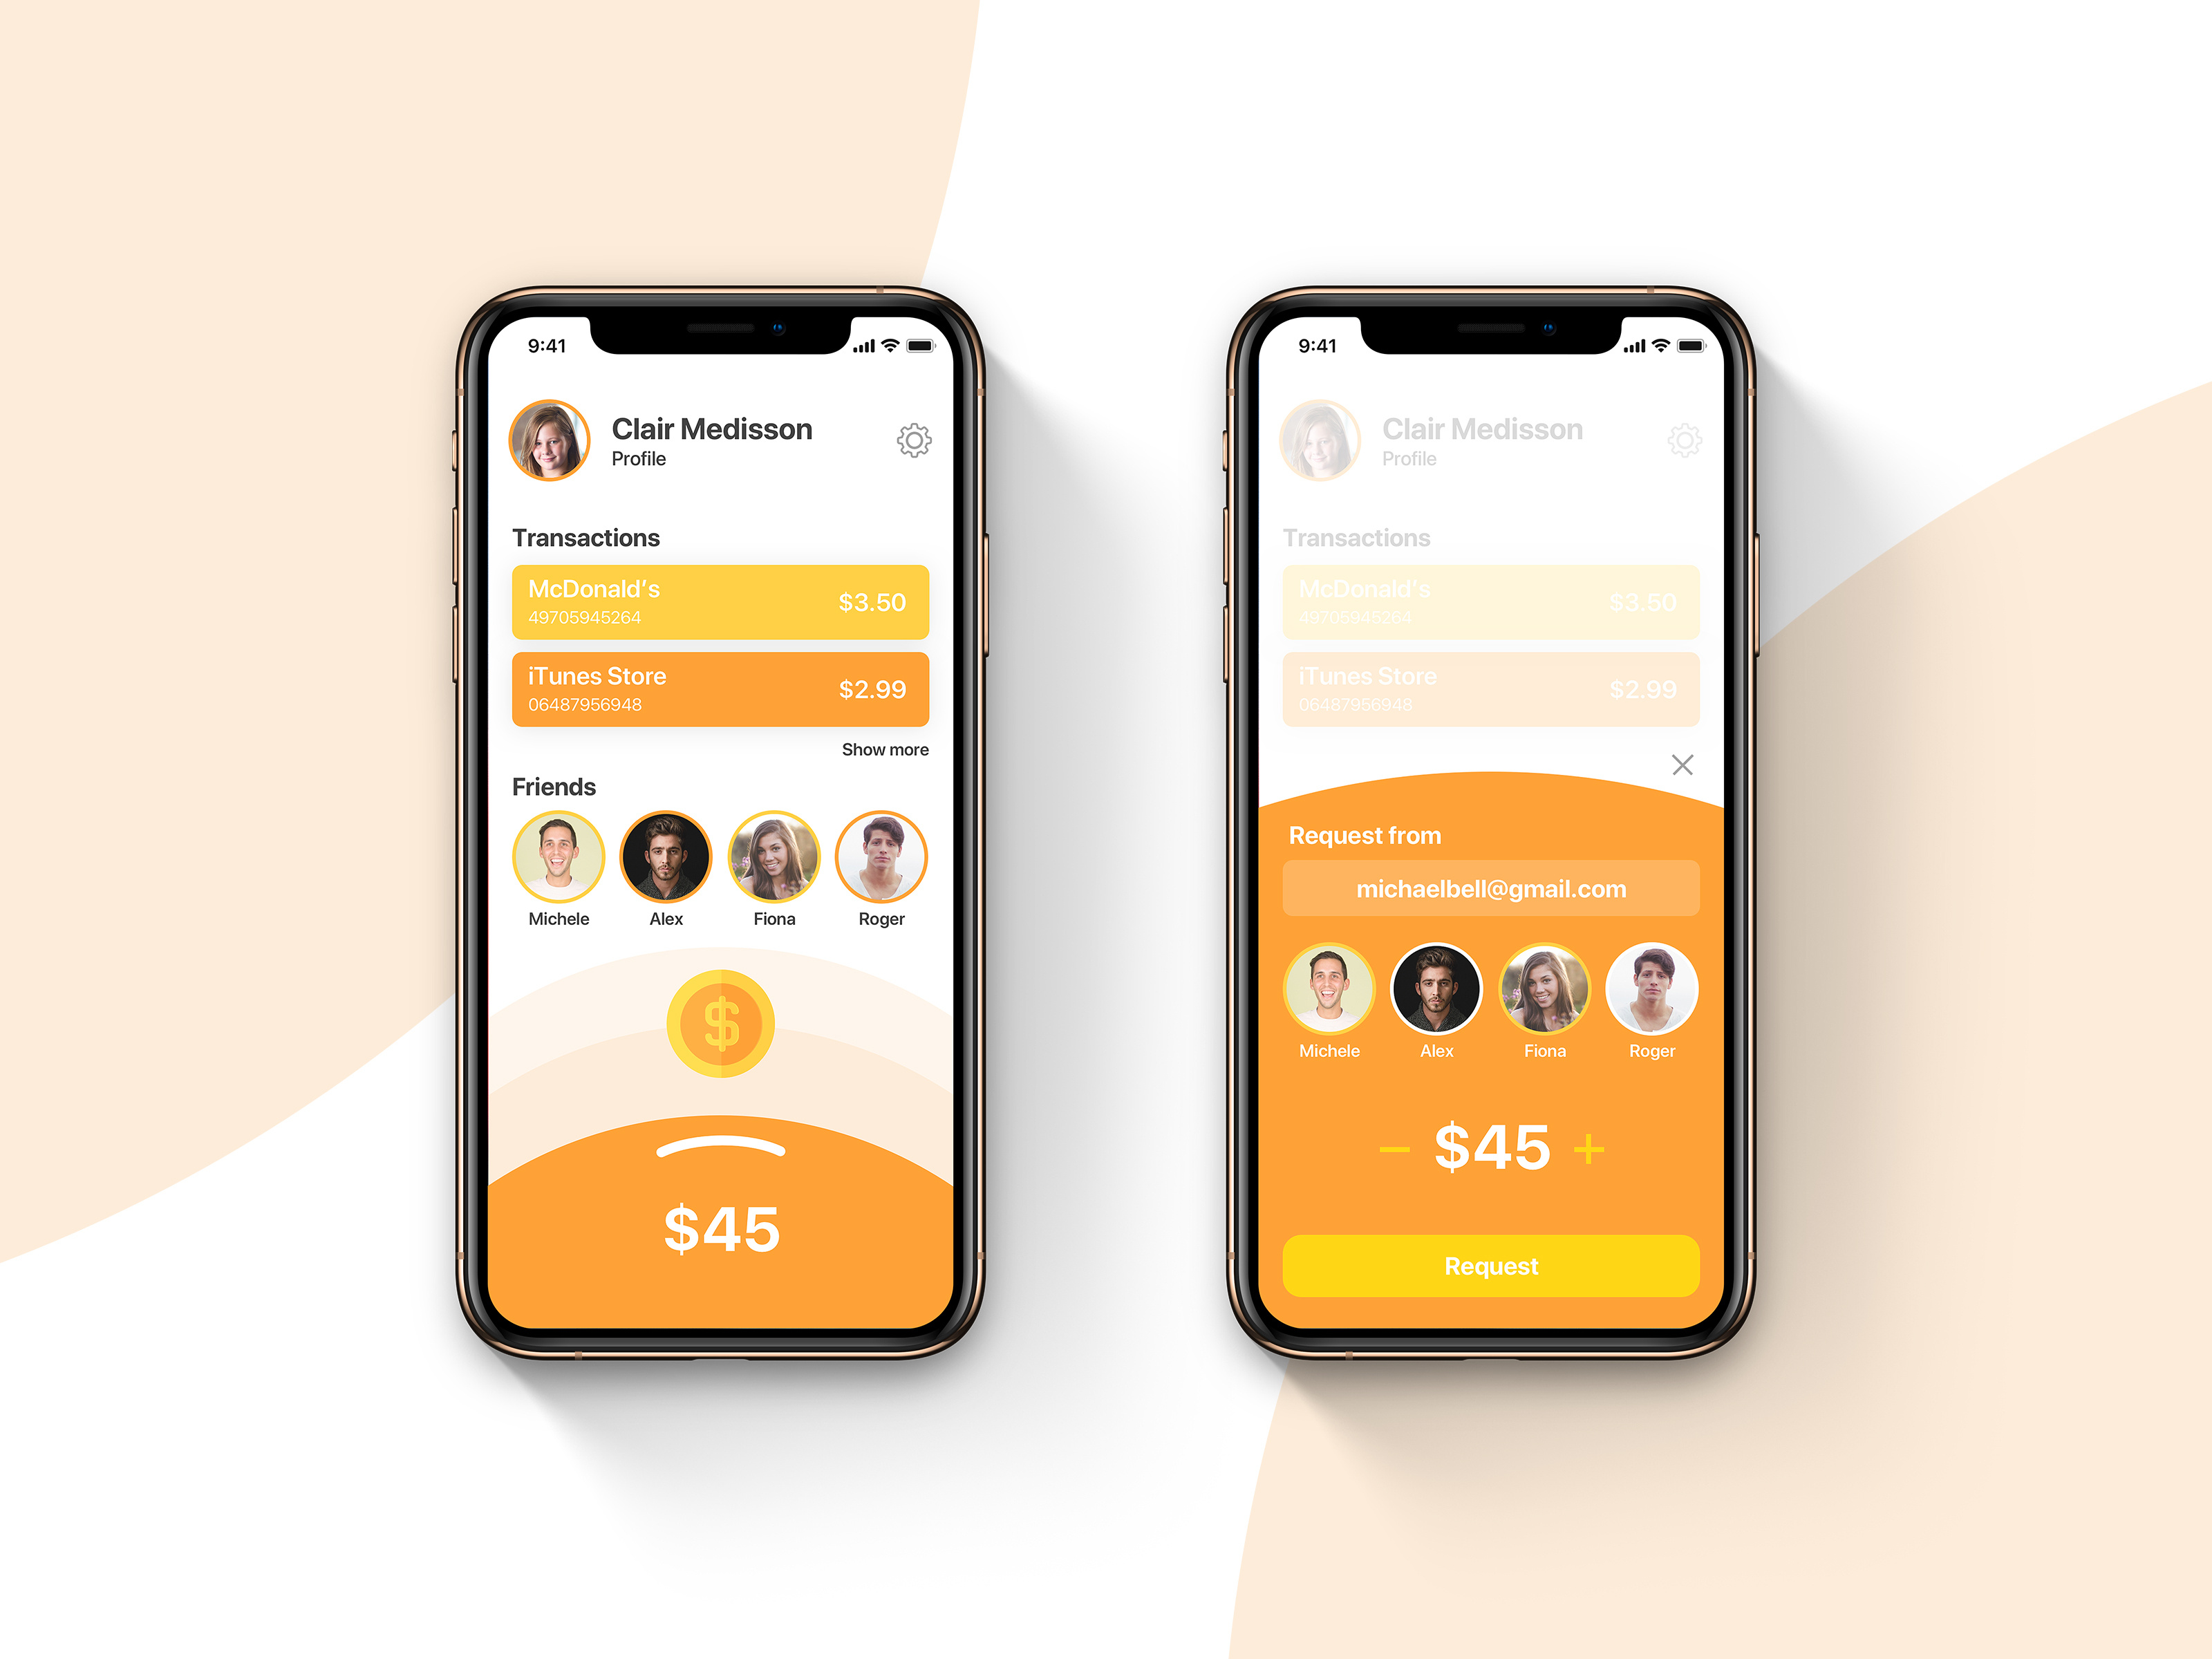 9:41
Clair Medisson
Profile
Transactions
McDonald's
49705945264
$3.50
iTunes Store
06487956948
$2.99
Show more
Friends
Michele
Alex
Fiona
Roger
$
$45
9:41
Clair Medisson
Profile
Transactions
McDonald's
49705945264
$3.50
iTunes Store
06487956948
$2.99
Request from
michaelbell@gmail.com
Michele
Alex
Fiona
Roger
− $45 +
Request